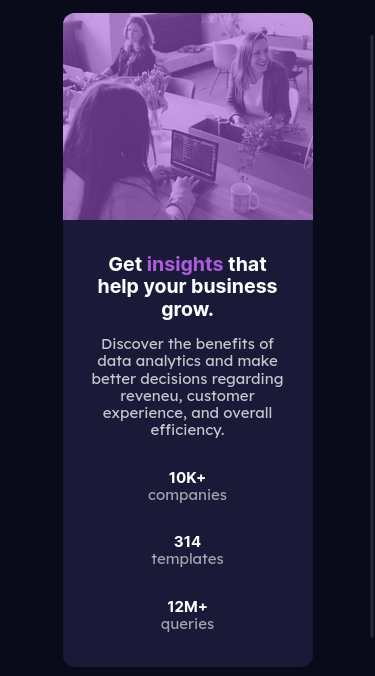 Get insights that
help your business
grow.
Discover the benefits of
data analytics and make
better decisions regarding
reveneu, customer
experience, and overall
efficiency.
10K+
companies
314
templates
12M+
queries